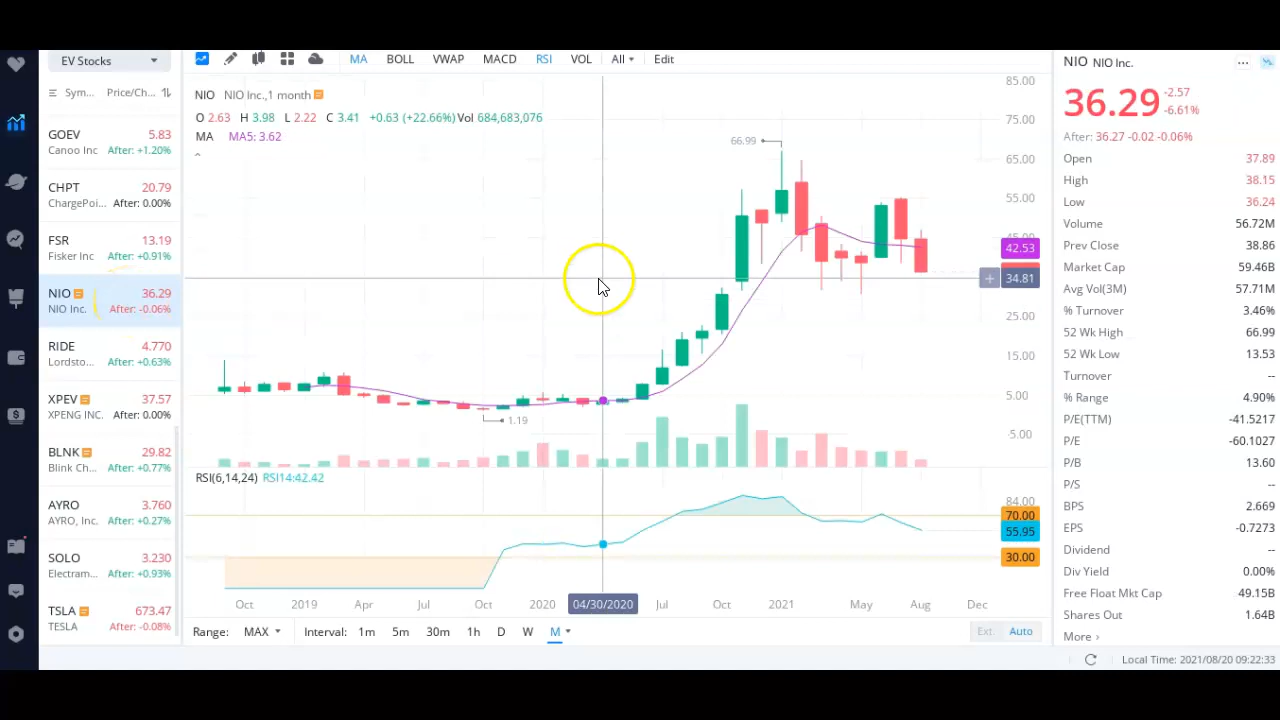 EV Stocks
Sym... Price/Ch...
GOEV 5.83
Canoo Inc After: +1.20%
CHPT 20.79
ChargePoi... After: 0.00%
FSR 13.19
Fisker Inc After: +0.91%
NIO 36.29
NIO Inc. After: -0.06%
RIDE 4.770
Lordsto... After: +0.63%
XPEV 37.57
XPENG INC. After: 0.00%
BLNK 29.82
Blink Ch... After: +0.77%
AYRO 3.760
AYRO, Inc. After: +0.27%
SOLO 3.230
Electram... After: +0.93%
TSLA 673.47
TESLA After: -0.08%
MA BOLL VWAP MACD RSI VOL All Edit
NIO NIO Inc.,1 month
O 2.63 H 3.98 L 2.22 C 3.41 +0.63 (+22.66%) Vol 684,683,076
MA MA5: 3.62
66.99
1.19
85.00
75.00
65.00
55.00
45.00
42.53
+ 34.81
25.00
15.00
5.00
-5.00
RSI(6,14,24) RSI14:42.42
84.00
70.00
55.95
30.00
Oct 2019 Apr Jul Oct 2020 04/30/2020 Jul Oct 2021 May Aug Dec
Range: MAX Interval: 1m 5m 30m 1h D W M Ext. Auto
NIO NIO Inc. ...
36.29 -2.57
-6.61%
After: 36.27 -0.02 -0.06%
Open 37.89
High 38.15
Low 36.24
Volume 56.72M
Prev Close 38.86
Market Cap 59.46B
Avg Vol(3M) 57.71M
% Turnover 3.46%
52 Wk High 66.99
52 Wk Low 13.53
Turnover --
% Range 4.90%
P/E(TTM) -41.5217
P/E -60.1027
P/B 13.60
P/S --
BPS 2.669
EPS -0.7273
Dividend --
Div Yield 0.00%
Free Float Mkt Cap 49.15B
Shares Out 1.64B
More ›
Local Time: 2021/08/20 09:22:33